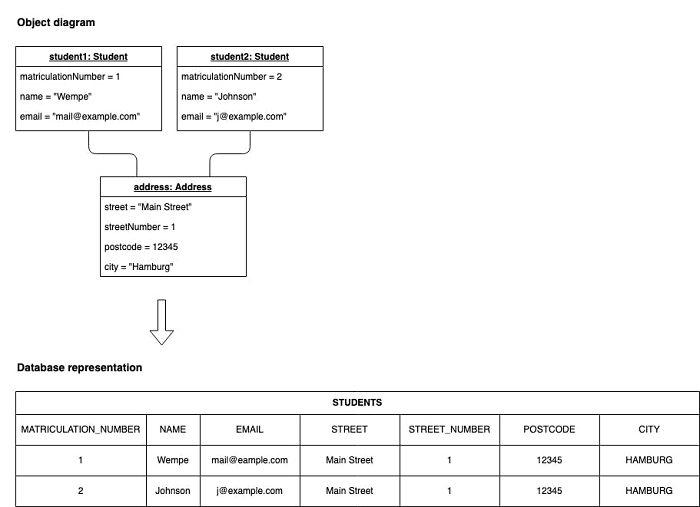 Object diagram
student1: Student
student2: Student
matriculationNumber = 1
matriculationNumber = 2
name = "Wempe"
name = "Johnson"
email = "mail@example.com"
email = "j@example.com"
address: Address
street = "Main Street"
streetNumber = 1
postcode = 12345
city = "Hamburg"
Database representation
STUDENTS
MATRICULATION_NUMBER NAME EMAIL STREET STREET_NUMBER POSTCODE CITY
1 Wempe mail@eample.com Main Street 1 12345 HAMBURG
2 Johnson j@example.com Main Street 1 12345 HAMBURG